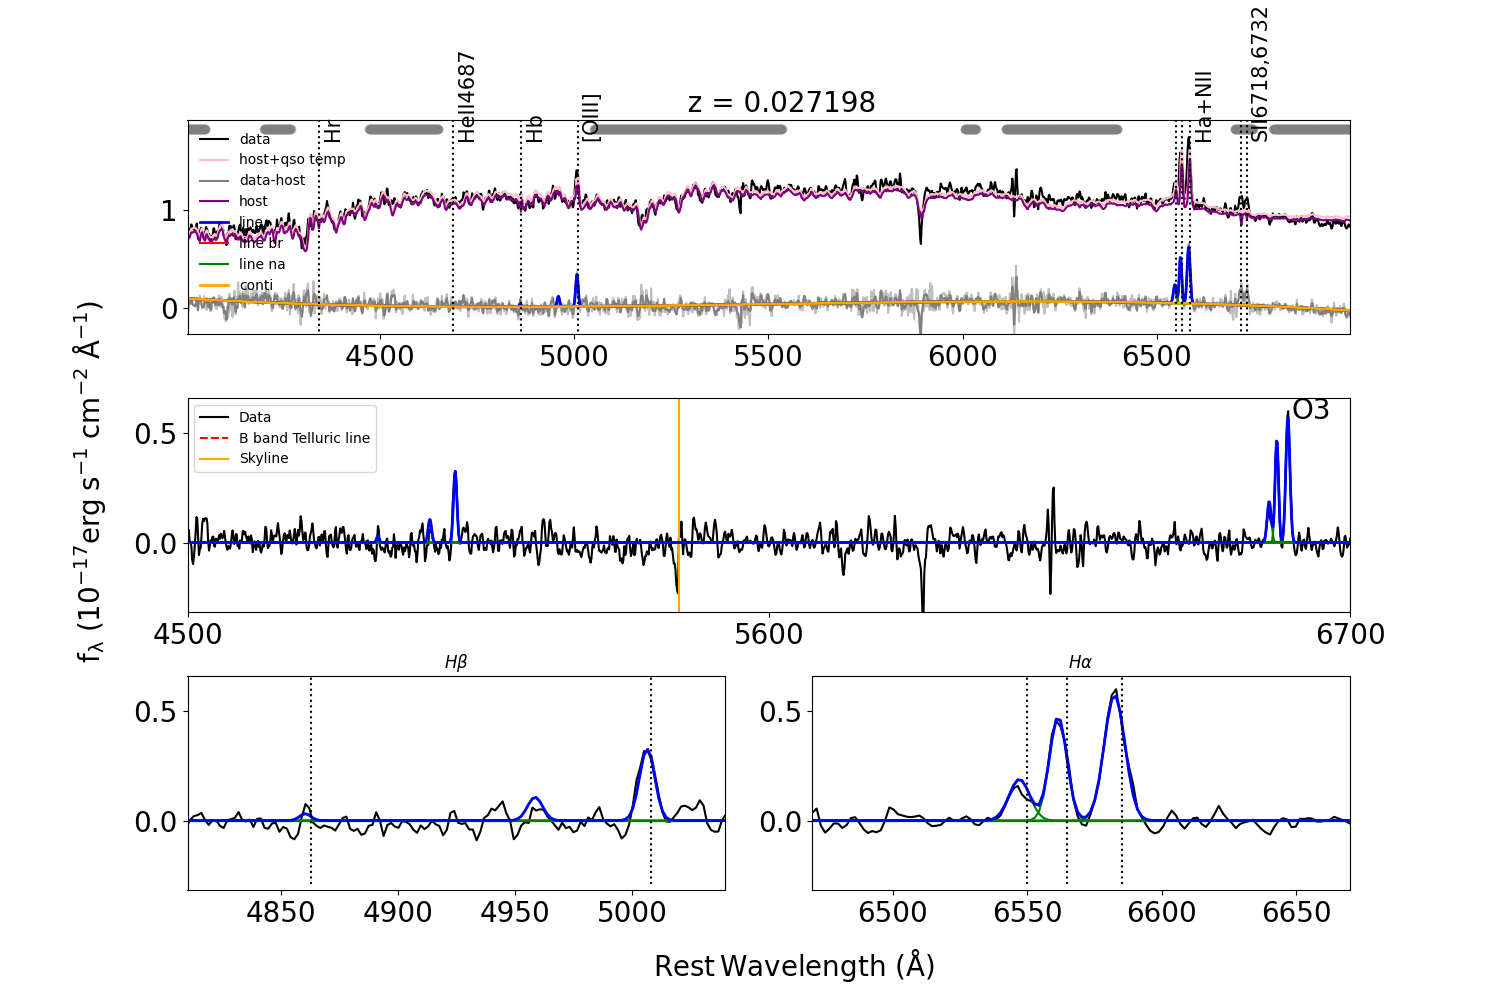 z = 0.027198
Hr
HeII4687
Hb
[OIII]
Ha+NII
SII6718,6732
data
host+qso temp
data-host
host
line
line br
line na
conti
1
0
4500 5000 5500 6000 6500
fλ (10⁻¹⁷erg s⁻¹ cm⁻² Å⁻¹)
Data
B band Telluric line
Skyline
O3
0.5
0.0
4500 5600 6700
Hβ
0.5
0.0
4850 4900 4950 5000
Hα
0.5
0.0
6500 6550 6600 6650
Rest Wavelength (Å)